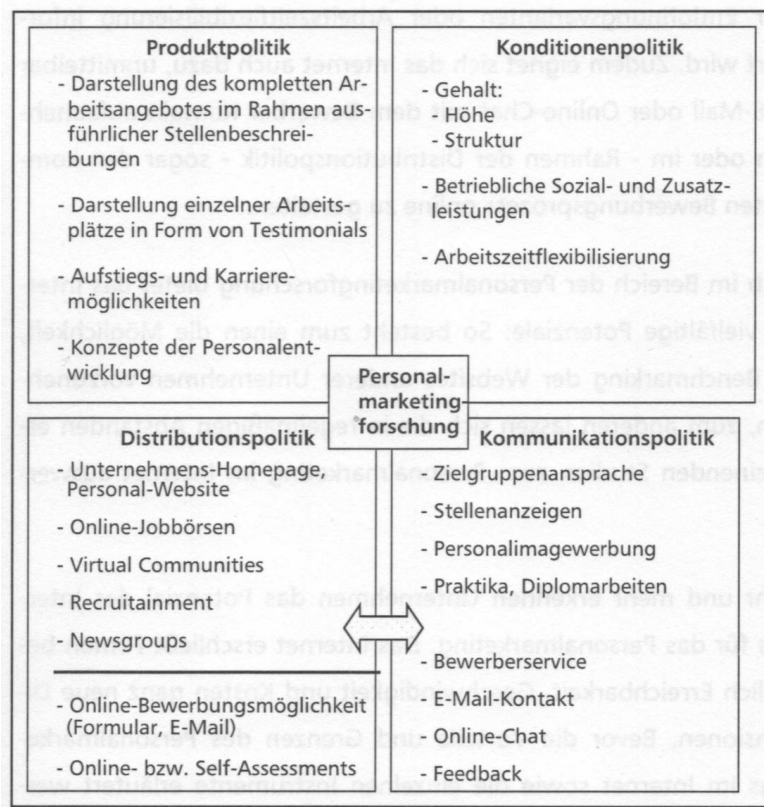 Produktpolitik
- Darstellung des kompletten Ar-
beitsangebotes im Rahmen aus-
führlicher Stellenbeschrei-
bungen
- Darstellung einzelner Arbeits-
plätze in Form von Testimonials
- Aufstiegs- und Karriere-
möglichkeiten
- Konzepte der Personalent-
wicklung
Konditionenpolitik
- Gehalt:
- Höhe
- Struktur
- Betriebliche Sozial- und Zusatz-
leistungen
- Arbeitszeitflexibilisierung
Personal-
marketing-
forschung
Distributionspolitik
- Unternehmens-Homepage,
Personal-Website
- Online-Jobbörsen
- Virtual Communities
- Recruitainment
- Newsgroups
- Online-Bewerbungsmöglichkeit
(Formular, E-Mail)
- Online- bzw. Self-Assessments
Kommunikationspolitik
- Zielgruppenansprache
- Stellenanzeigen
- Personalimagewerbung
- Praktika, Diplomarbeiten
- Bewerberservice
- E-Mail-Kontakt
- Online-Chat
- Feedback